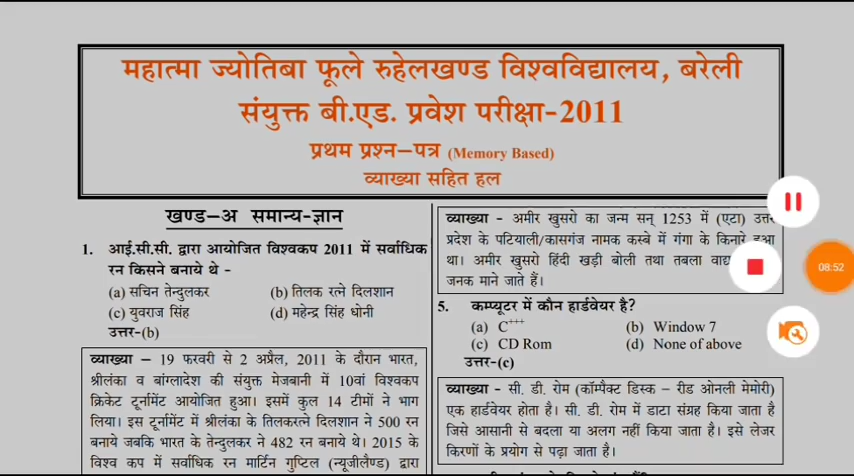 महात्मा ज्योतिबा फूले रुहेलखण्ड विश्वविद्यालय, बरेली
संयुक्त बी.एड. प्रवेश परीक्षा-2011
प्रथम प्रश्न–पत्र (Memory Based)
व्याख्या सहित हल
खण्ड–अ समान्य-ज्ञान
1. आई.सी.सी. द्वारा आयोजित विश्वकप 2011 में सर्वाधिक
रन किसने बनाये थे -
(a) सचिन तेन्दुलकर (b) तिलक रत्ने दिलशान
(c) युवराज सिंह (d) महेन्द्र सिंह धोनी
उत्तर-(b)
व्याख्या – 19 फरवरी से 2 अप्रैल, 2011 के दौरान भारत,
श्रीलंका व बांग्लादेश की संयुक्त मेजबानी में 10वां विश्वकप
क्रिकेट टूर्नामेंट आयोजित हुआ। इसमें कुल 14 टीमों ने भाग
लिया। इस टूर्नामेंट में श्रीलंका के तिलकरत्ने दिलशान ने 500 रन
बनाये जबकि भारत के तेन्दुलकर ने 482 रन बनाये थे। 2015 के
विश्व कप में सर्वाधिक रन मार्टिन गुप्टिल (न्यूजीलैण्ड) द्वारा
व्याख्या - अमीर खुसरो का जन्म सन् 1253 में (एटा) उत्तर
प्रदेश के पटियाली/कासगंज नामक कस्बे में गंगा के किनारे हुआ
था। अमीर खुसरो हिंदी खड़ी बोली तथा तबला
जनक माने जाते हैं।
5. कम्प्यूटर में कौन हार्डवेयर है?
(a) C+++ (b) Window 7
(c) CD Rom (d) None of above
उत्तर-(c)
व्याख्या - सी. डी. रोम (कॉम्पैक्ट डिस्क – रीड ओनली मेमोरी)
एक हार्डवेयर होता है। सी. डी. रोम में डाटा संग्रह किया जाता है
जिसे आसानी से बदला या अलग नहीं किया जाता है। इसे लेजर
किरणों के प्रयोग से पढ़ा जाता है।
08:52